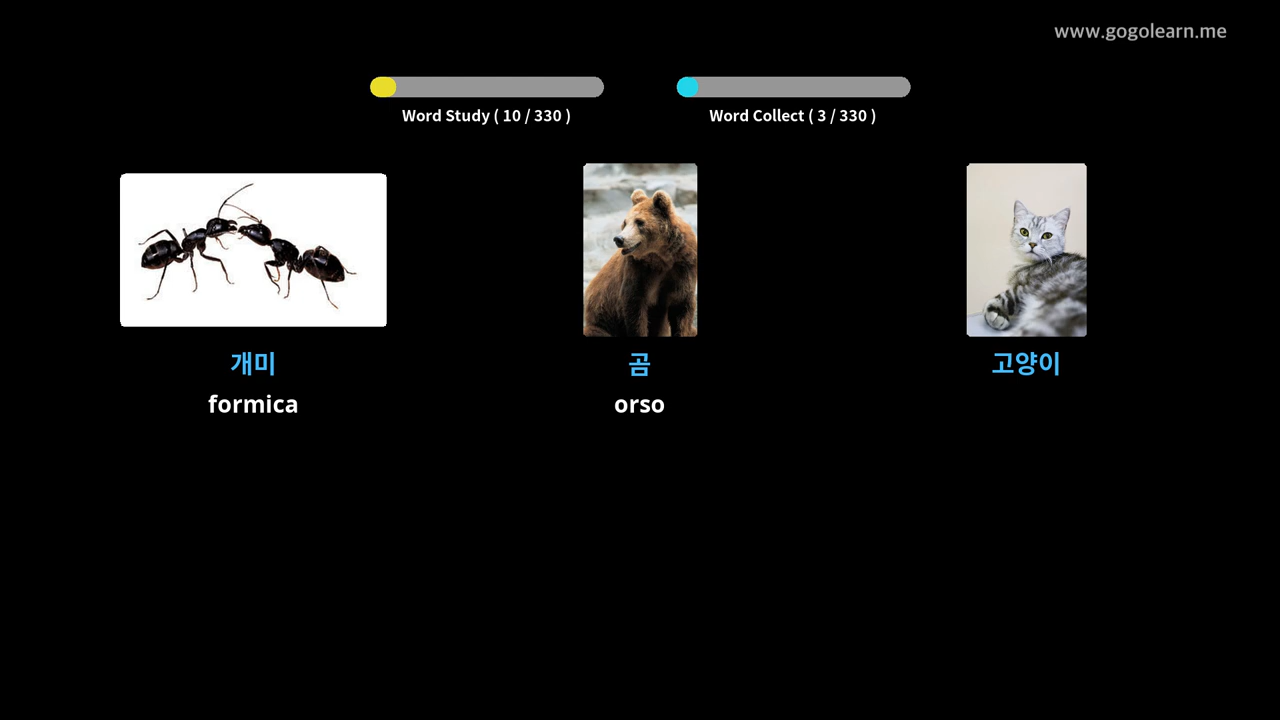 www.gogolearn.me
Word Study ( 10 / 330 )
Word Collect ( 3 / 330 )
개미
곰
고양이
formica
orso